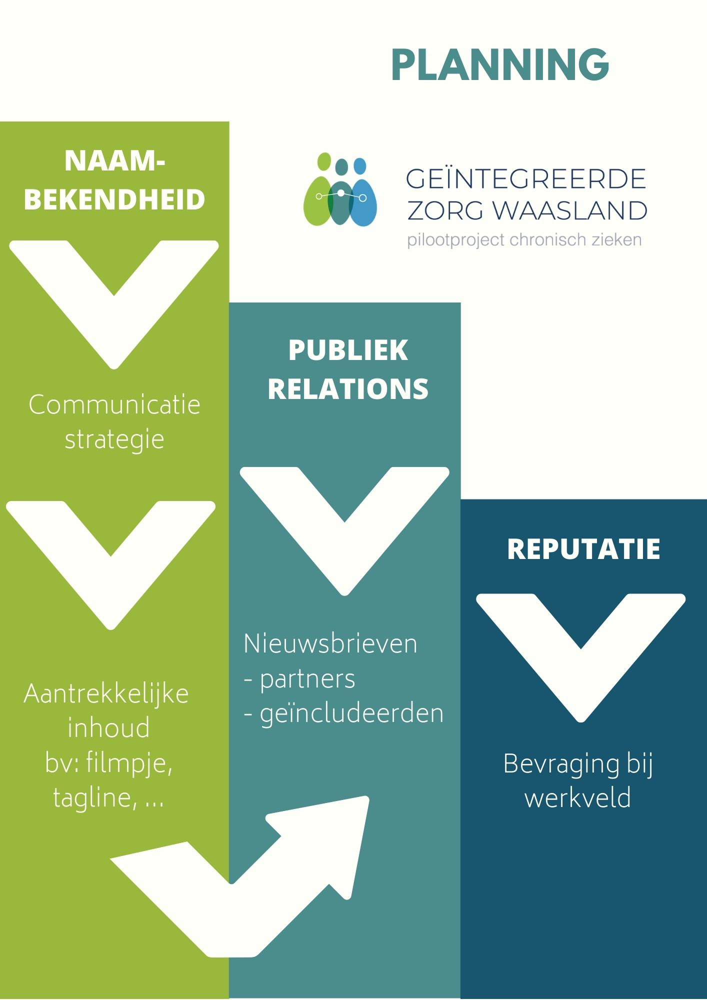 PLANNING
GEÏNTEGREERDE
ZORG WAASLAND
pilootproject chronisch zieken
NAAM-
BEKENDHEID
Communicatie
strategie
Aantrekkelijke
inhoud
bv: filmpje,
tagline, ...
PUBLIEK
RELATIONS
Nieuwsbrieven
- partners
- geïncludeerden
REPUTATIE
Bevraging bij
werkveld